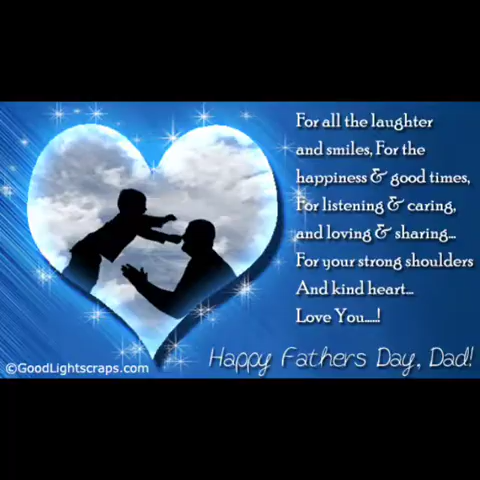 For all the laughter
and smiles, For the
happiness & good times,
For listening & caring,
and loving & sharing...
For your strong shoulders
And kind heart...
Love You.....!
Happy Fathers Day, Dad!
©GoodLightscraps.com